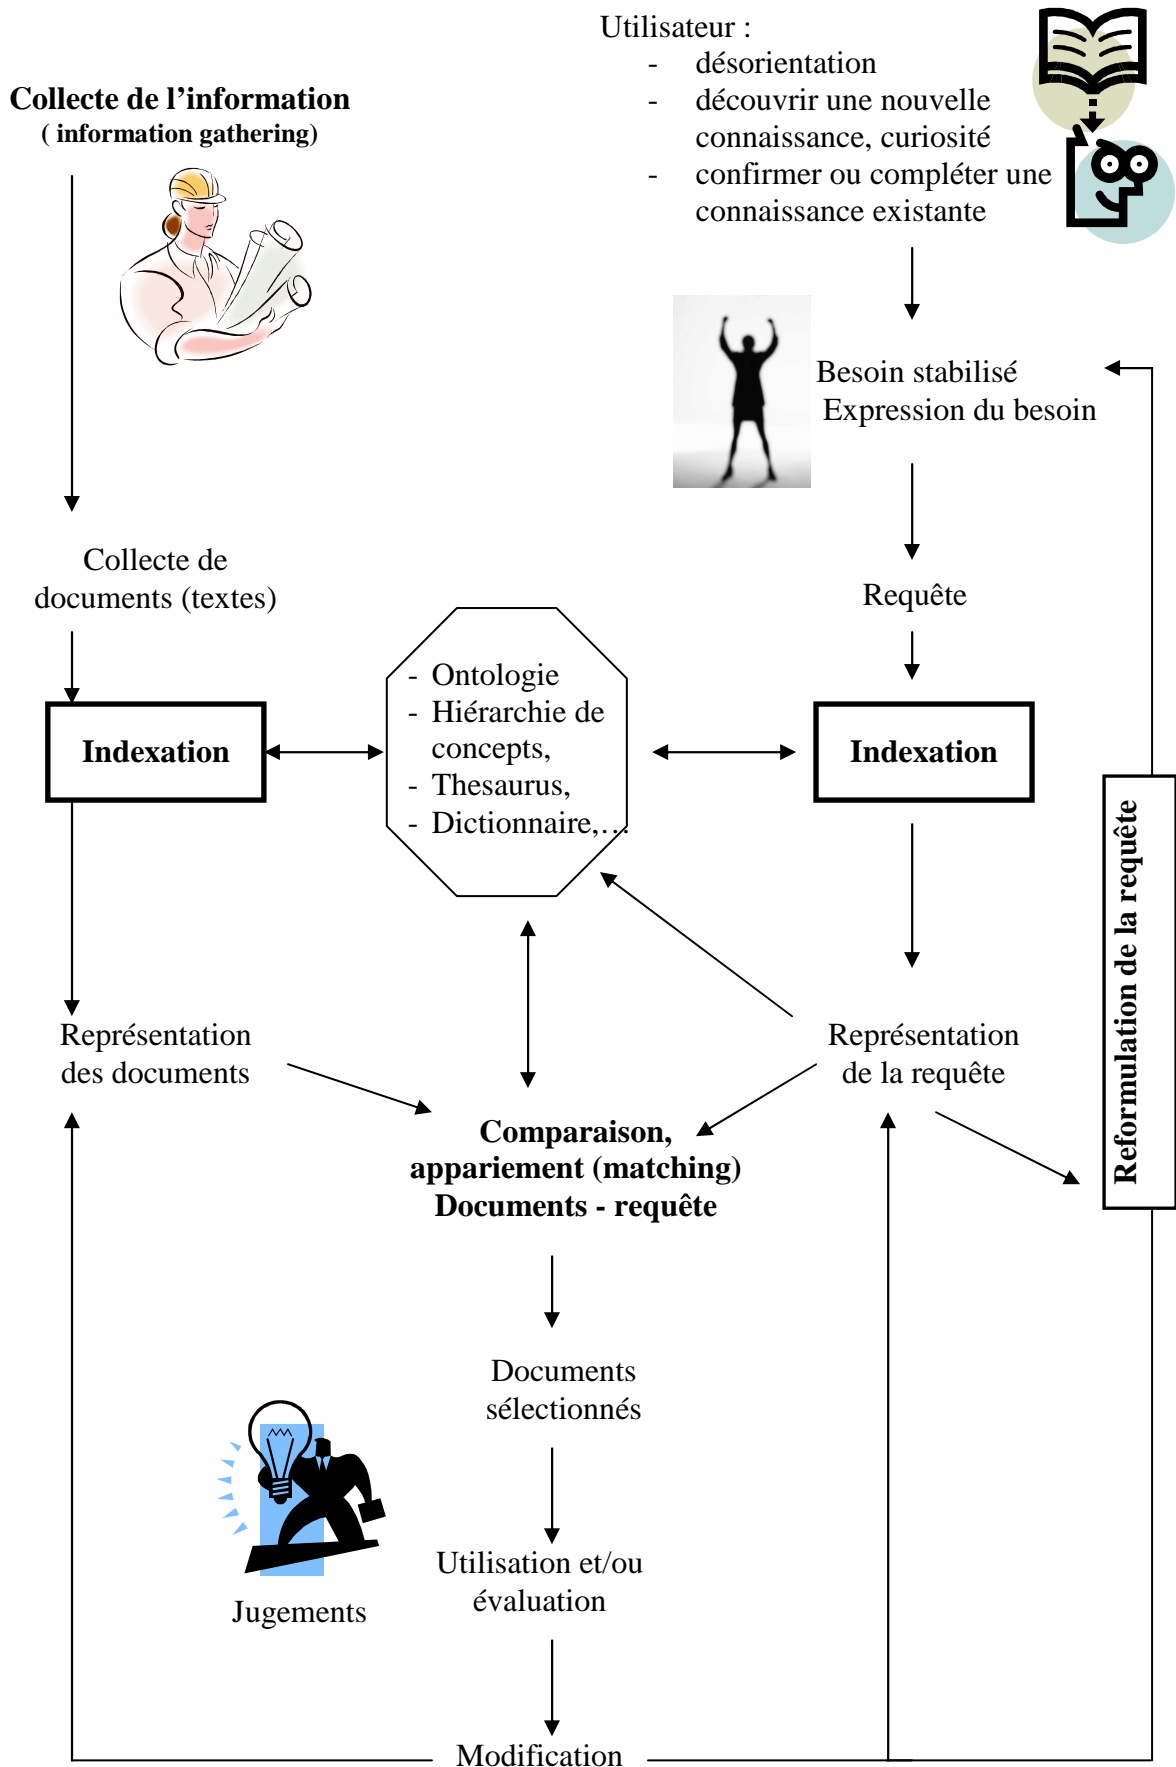 Utilisateur :
- désorientation
- découvrir une nouvelle
connaissance, curiosité
- confirmer ou compléter une
connaissance existante
Collecte de l'information
( information gathering)
Besoin stabilisé
Expression du besoin
Collecte de
documents (textes)
Requête
- Ontologie
- Hiérarchie de
concepts,
- Thesaurus,
- Dictionnaire,…
Indexation
Indexation
Reformulation de la requête
Représentation
des documents
Représentation
de la requête
Comparaison,
appariement (matching)
Documents - requête
Documents
sélectionnés
Utilisation et/ou
évaluation
Jugements
Modification